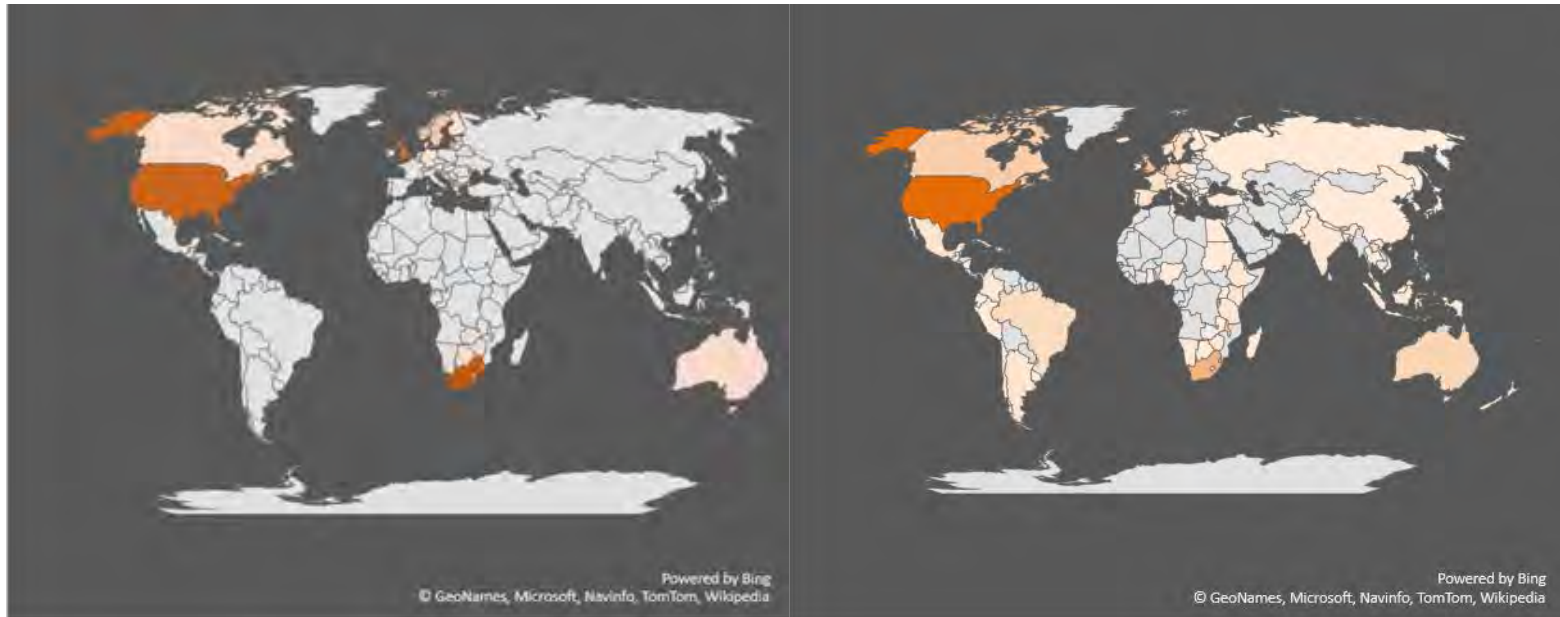 Powered by Bing
© GeoNames, Microsoft, Navinfo, TomTom, Wikipedia
Powered by Bing
© GeoNames, Microsoft, Navinfo, TomTom, Wikipedia